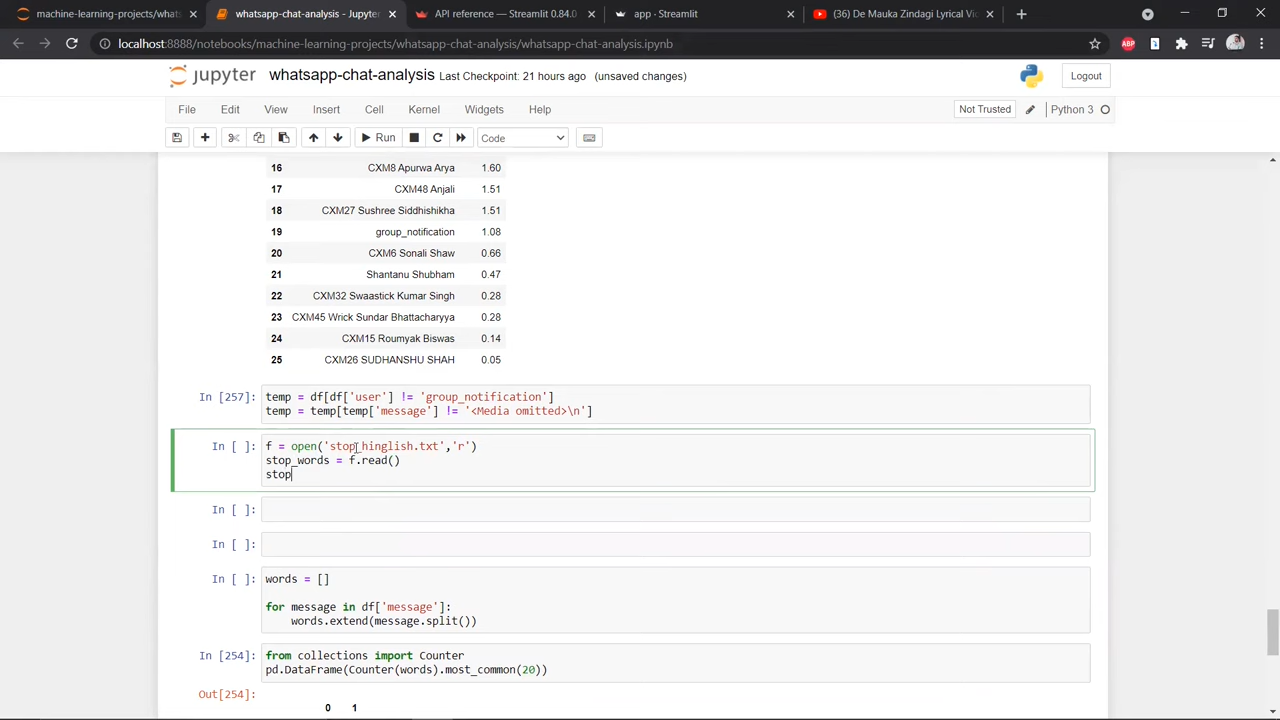 machine-learning-projects/whats
whatsapp-chat-analysis - Jupyter
API reference — Streamlit 0.84.0
app · Streamlit
(36) De Mauka Zindagi Lyrical Vi
localhost:8888/notebooks/machine-learning-projects/whatsapp-chat-analysis/whatsapp-chat-analysis.ipynb
ABP
jupyter whatsapp-chat-analysis Last Checkpoint: 21 hours ago (unsaved changes)
Logout
File Edit View Insert Cell Kernel Widgets Help
Not Trusted
Python 3
Run
Code
16 CXM8 Apurwa Arya 1.60
17 CXM48 Anjali 1.51
18 CXM27 Sushree Siddhishikha 1.51
19 group_notification 1.08
20 CXM6 Sonali Shaw 0.66
21 Shantanu Shubham 0.47
22 CXM32 Swaastick Kumar Singh 0.28
23 CXM45 Wrick Sundar Bhattacharyya 0.28
24 CXM15 Roumyak Biswas 0.14
25 CXM26 SUDHANSHU SHAH 0.05
In [257]: temp = df[df['user'] != 'group_notification']
temp = temp[temp['message'] != '<Media omitted>\n']
In [ ]: f = open('stop_hinglish.txt','r')
stop_words = f.read()
stop
In [ ]:
In [ ]:
In [ ]: words = []
for message in df['message']:
words.extend(message.split())
In [254]: from collections import Counter
pd.DataFrame(Counter(words).most_common(20))
Out[254]:
0 1